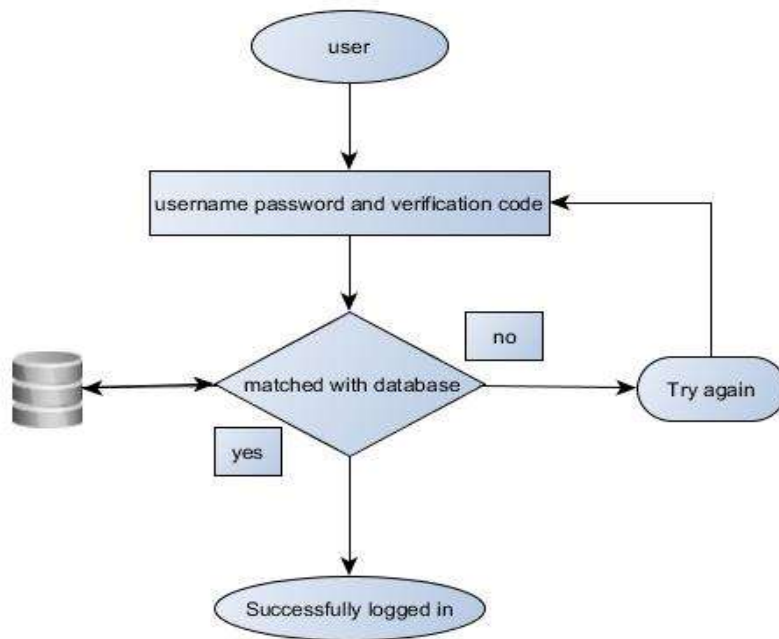 user
username password and verification code
no
matched with database
Try again
yes
Successfully logged in